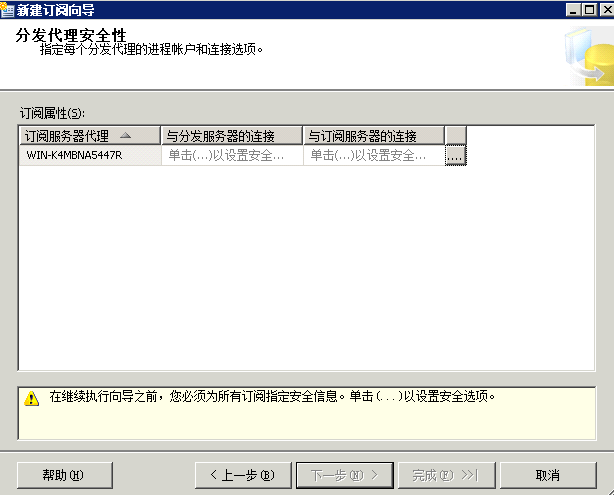 新建订阅向导
分发代理安全性
指定每个分发代理的进程帐户和连接选项。
订阅属性(S):
订阅服务器代理 与分发服务器的连接 与订阅服务器的连接
WIN-K4MBNA5447R 单击(...)以设置安全... 单击(...)以设置安全... ....
在继续执行向导之前，您必须为所有订阅指定安全信息。单击(...)以设置安全选项。
帮助(H) < 上一步(B) 下一步(N) > 完成(F) >>| 取消